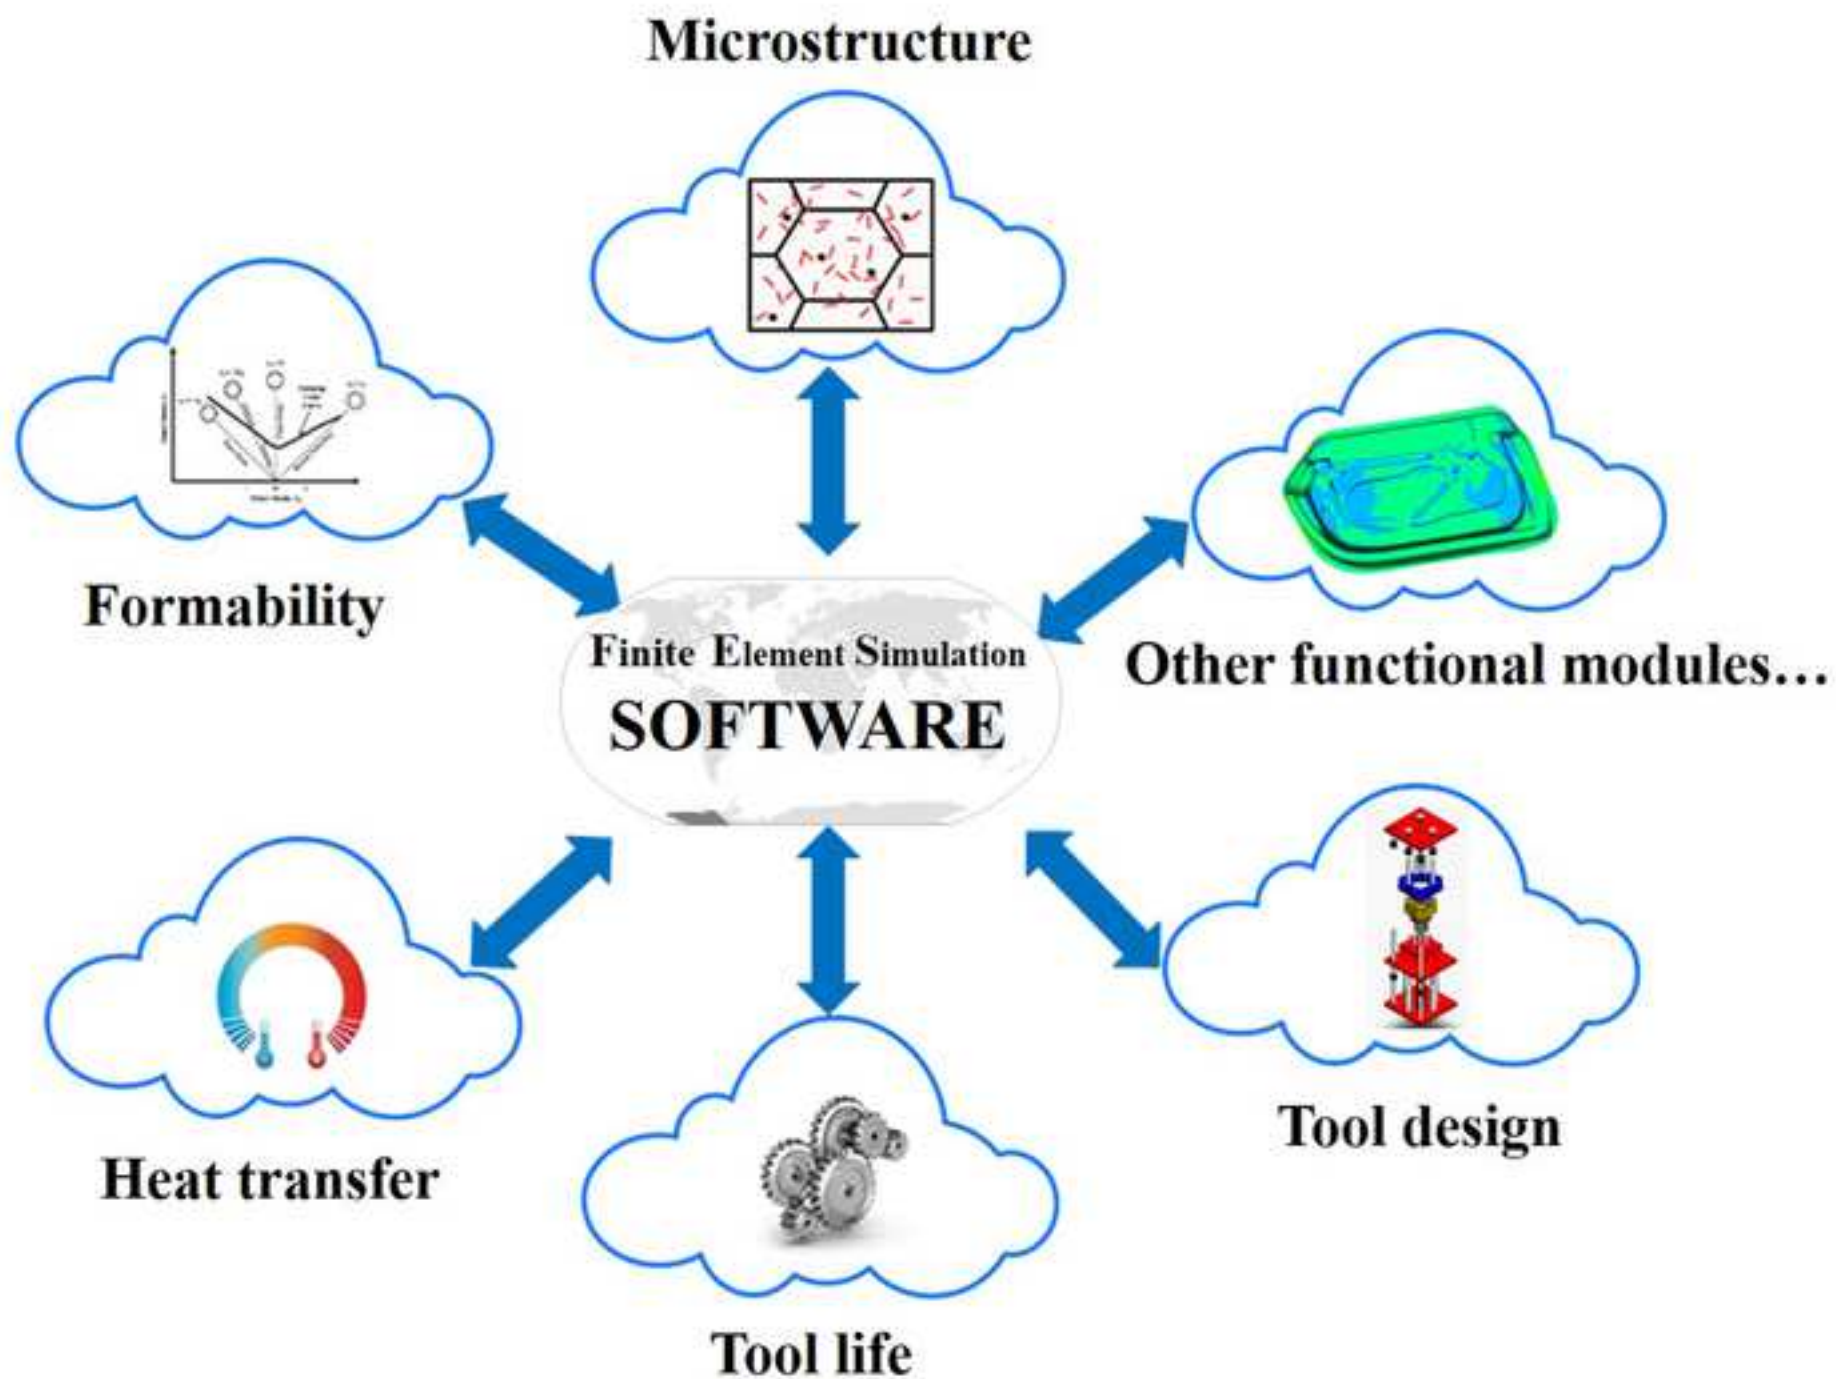 Microstructure
Formability
Finite Element Simulation
SOFTWARE
Other functional modules...
Heat transfer
Tool design
Tool life